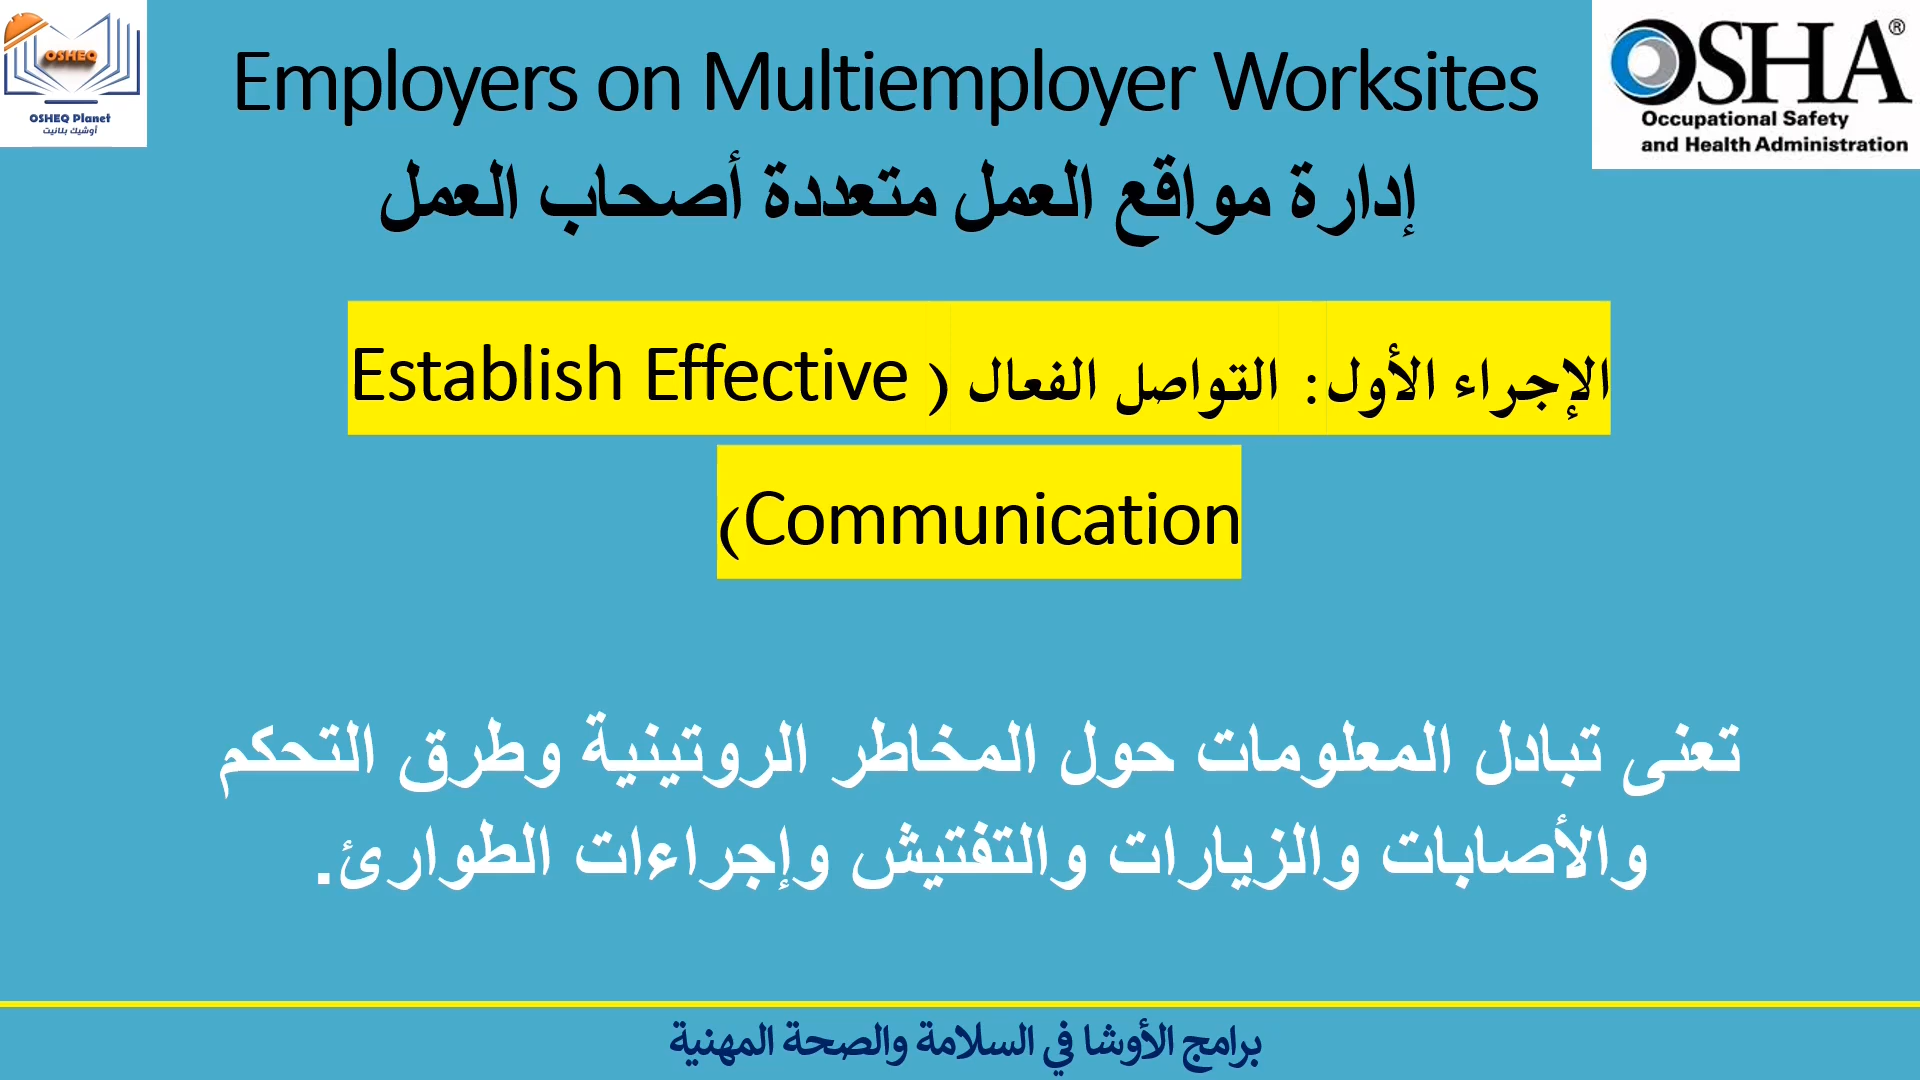 OSHEQ
OSHEQ Planet
أوشيك بلانيت
Employers on Multiemployer Worksites
إدارة مواقع العمل متعددة أصحاب العمل
OSHA®
Occupational Safety
and Health Administration
الإجراء الأول: التواصل الفعال ( Establish Effective
Communication)
تعنى تبادل المعلومات حول المخاطر الروتينية وطرق التحكم
والأصابات والزيارات والتفتيش وإجراءات الطوارئ.
برامج الأوشا في السلامة والصحة المهنية